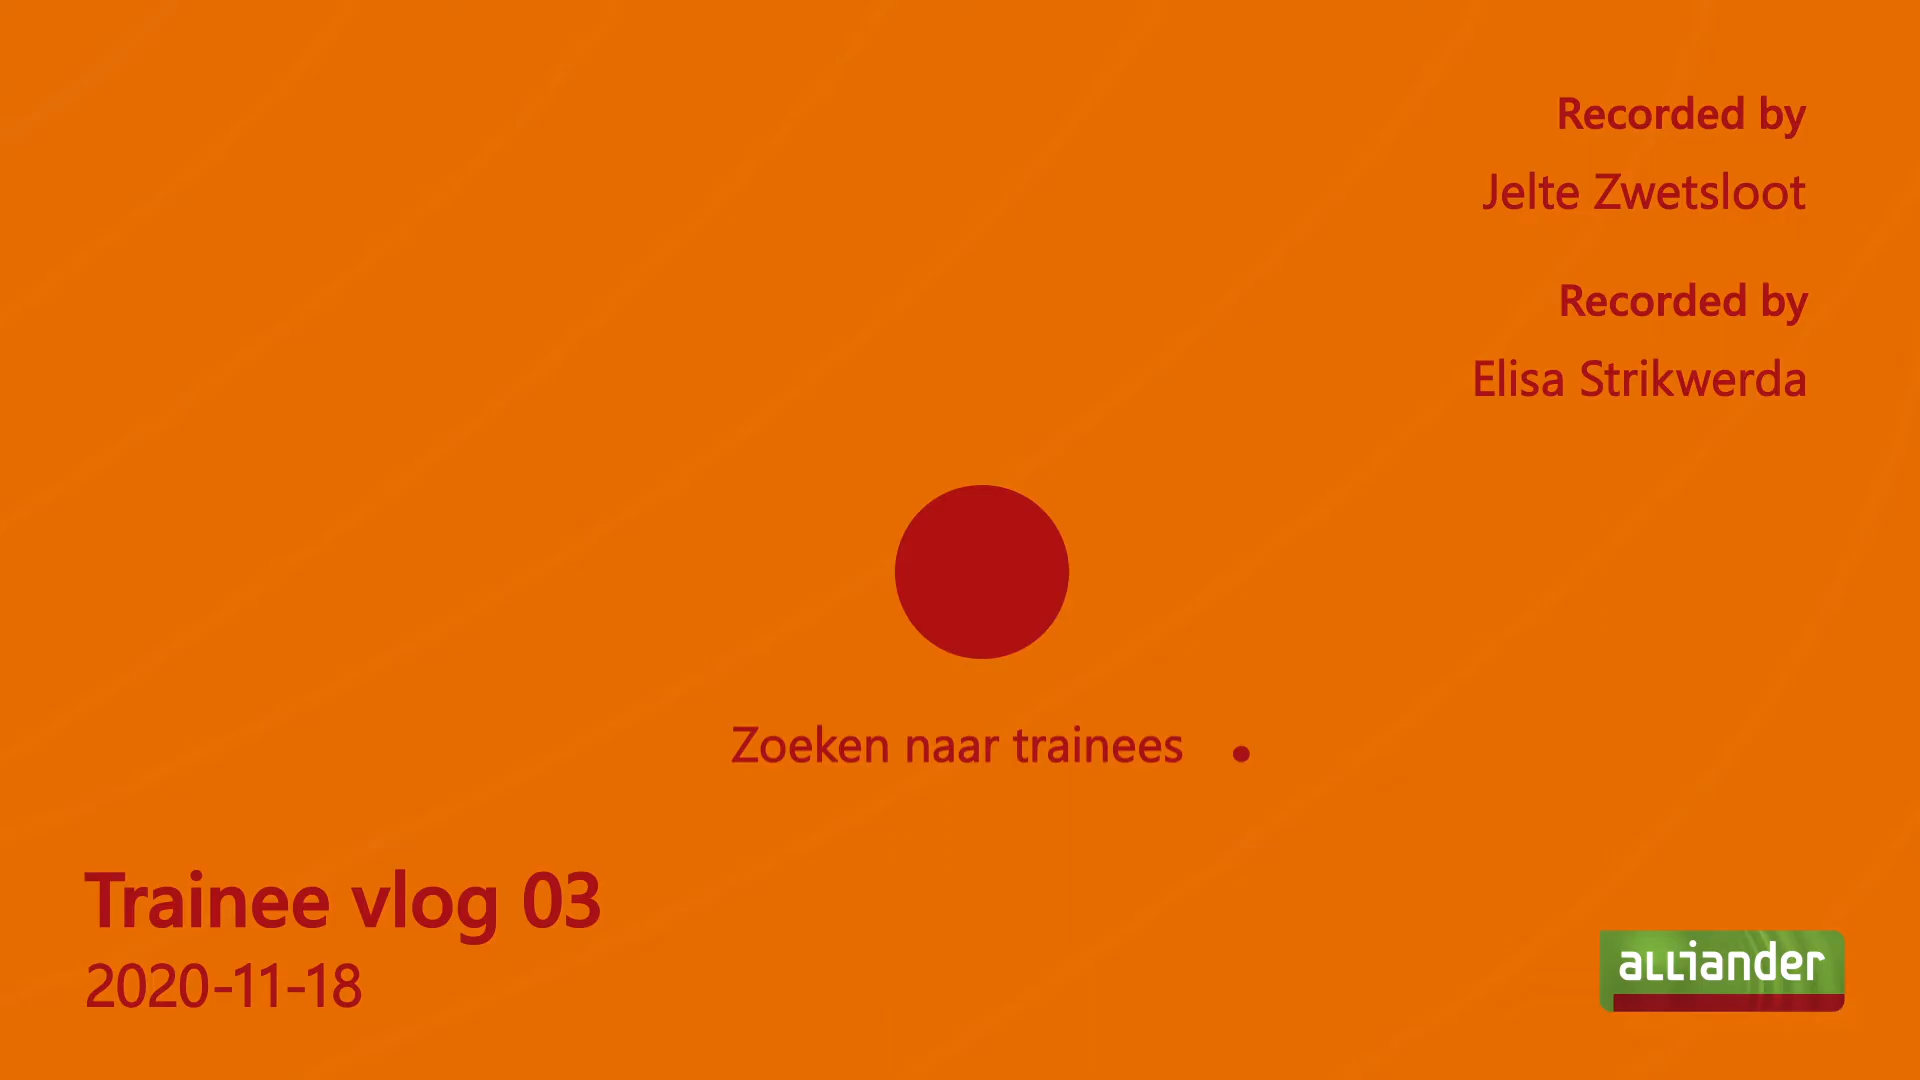 Recorded by
Jelte Zwetsloot
Recorded by
Elisa Strikwerda
Zoeken naar trainees
Trainee vlog 03
2020-11-18
alliander